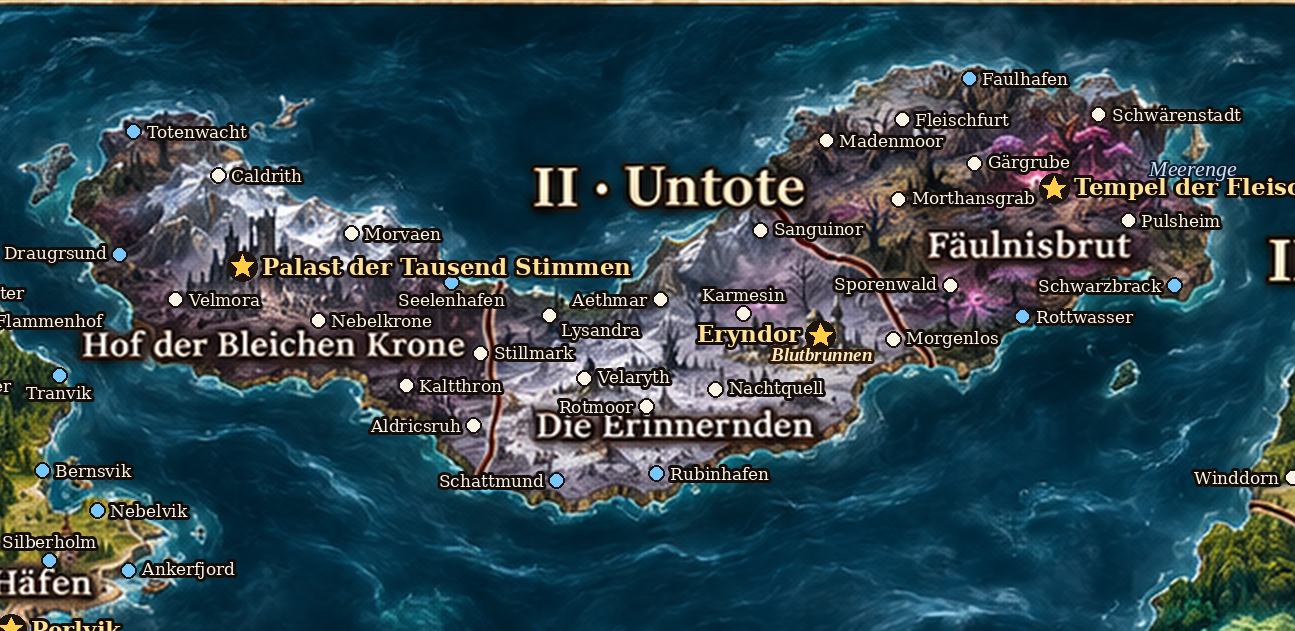 Faulhafen
Fleischfurt
Schwärenstadt
Totenwacht
Madenmoor
Gärgrube
Meerenge
Caldrith
II • Untote
Tempel der
Morthansgrab
Pulsheim
Morvaen
Sanguinor
Fäulnisbrut
Draugrsund
Palast der Tausend Stimmen
Seelenhafen
Aethmar
Karmesin
Sporenwald
Schwarzbrack
Velmora
Nebelkrone
Lysandra
Rottwasser
Flammenhof
Hof der Bleichen Krone
Stillmark
Eryndor
Blutbrunnen
Morgenlos
Tranvik
Kaltthron
Velaryth
Nachtquell
Rotmoor
Aldricsruh
Die Erinnernden
Bernsvik
Schattmund
Rubinhafen
Winddorn
Nebelvik
Silberholm
Ankerfjord
Häfen
Perlvik